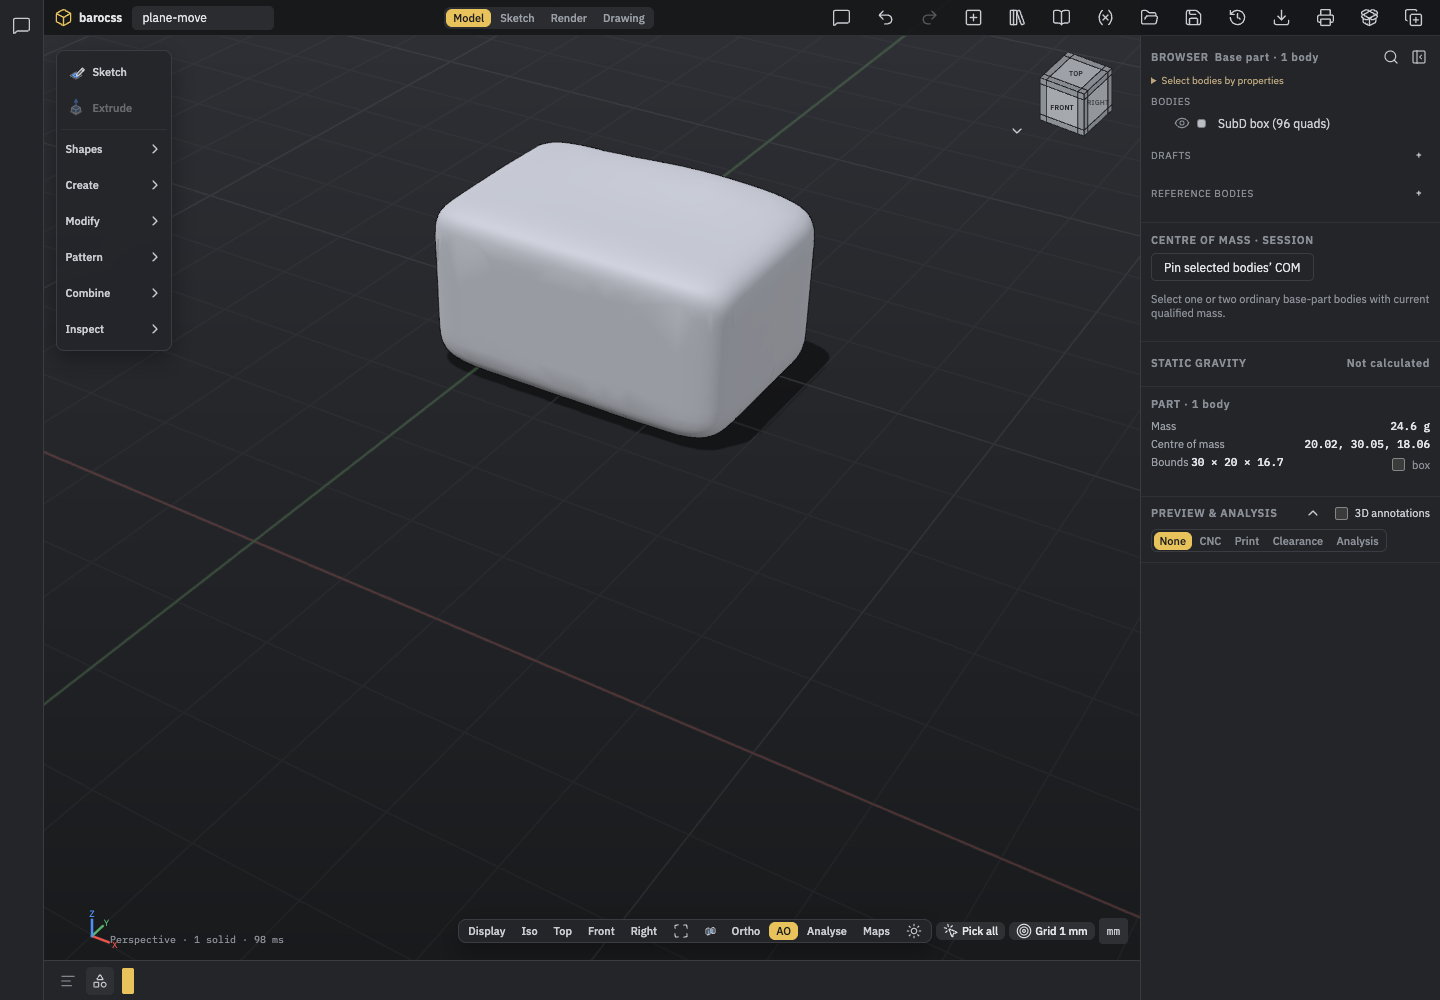 barocss
plane-move
Model
Sketch
Render
Drawing
Sketch
Extrude
Shapes
Create
Modify
Pattern
Combine
Inspect
TOP
FRONT
RIGHT
BROWSER Base part · 1 body
Select bodies by properties
BODIES
SubD box (96 quads)
DRAFTS +
REFERENCE BODIES +
CENTRE OF MASS · SESSION
Pin selected bodies’ COM
Select one or two ordinary base-part bodies with current
qualified mass.
STATIC GRAVITY Not calculated
PART · 1 body
Mass 24.6 g
Centre of mass 20.02, 30.05, 18.06
Bounds 30 × 20 × 16.7 box
PREVIEW & ANALYSIS 3D annotations
None CNC Print Clearance Analysis
Z
Y
X
Perspective · 1 solid · 98 ms
Display Iso Top Front Right Ortho AO Analyse Maps Pick all Grid 1 mm mm